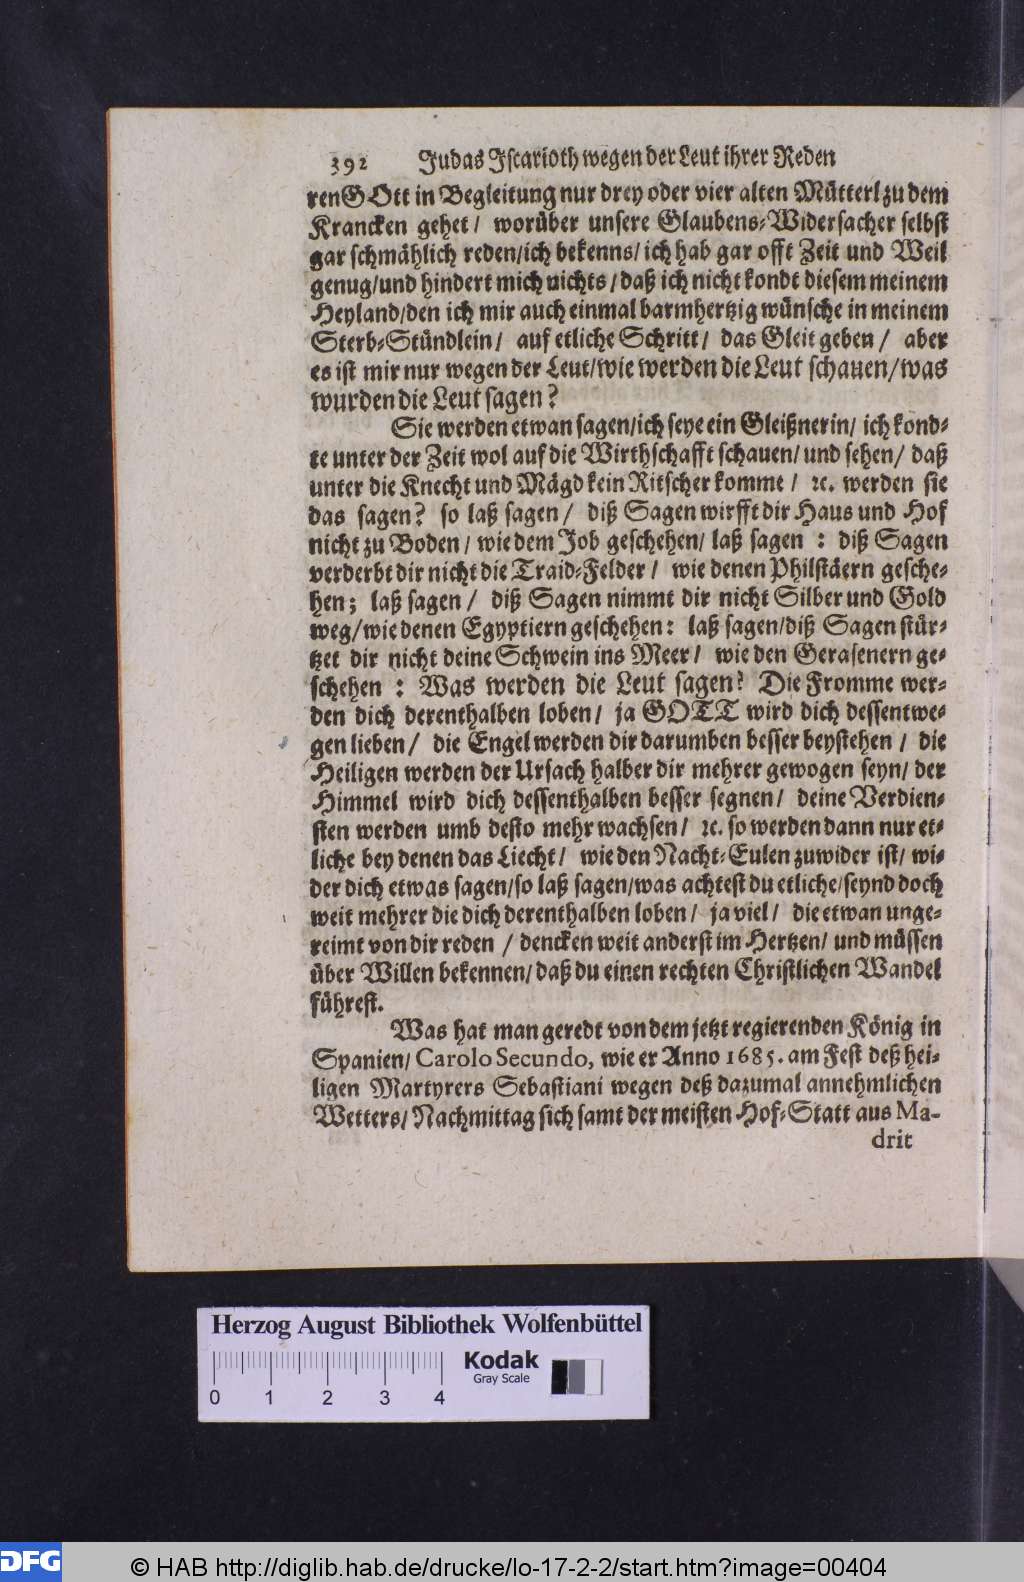 392 Judas Iscarioth wegen der Leut ihrer Reden
ren GOtt in Begleitung nur drey oder vier alten Mütterl zu dem
Krancken gehet / worüber unsere Glaubens-Widersacher selbst
gar schmählich reden/ich bekenns/ ich hab gar offt Zeit und Weil
genug/und hindert mich nichts / daß ich nicht kondt diesem meinem
Heyland/den ich mir auch einmal barmhertzig wünsche in meinem
Sterb-Stündlein / auf etliche Schritt / das Gleit geben / aber
es ist mir nur wegen der Leut/wie werden die Leut schauen/was
wurden die Leut sagen?
Sie werden etwan sagen/ich seye ein Gleißnerin/ ich kond-
te unter der Zeit wol auf die Wirthschafft schauen/ und sehen/ daß
unter die Knecht und Mägd kein Ritscher komme / ꝛc. werden sie
das sagen? so laß sagen / diß Sagen wirfft dir Haus und Hof
nicht zu Boden / wie dem Job geschehen/ laß sagen : diß Sagen
verderbt dir nicht die Traid-Felder / wie denen Philstäern gesche-
hen; laß sagen / diß Sagen nimmt dir nicht Silber und Gold
weg/wie denen Egyptiern geschehen: laß sagen/diß Sagen stür-
tzet dir nicht deine Schwein ins Meer / wie den Gerasenern ge-
schehen : Was werden die Leut sagen? Die Fromme wer-
den dich derenthalben loben/ ja GOTT wird dich dessentwe-
gen lieben / die Engel werden dir darumben besser beystehen / die
Heiligen werden der Ursach halber dir mehrer gewogen seyn/ der
Himmel wird dich dessenthalben besser segnen / deine Verdien-
sten werden umb desto mehr wachsen / ꝛc. so werden dann nur et-
liche bey denen das Liecht / wie den Nacht-Eulen zuwider ist/ wi-
der dich etwas sagen/so laß sagen/was achtest du etliche/seynd doch
weit mehrer die dich derenthalben loben / ja viel / die etwan unge-
reimt von dir reden / dencken weit anderst im Hertzen/ und müssen
über Willen bekennen/ daß du einen rechten Christlichen Wandel
führest.
Was hat man geredt von dem jetzt regierenden König in
Spanien/ Carolo Secundo, wie er Anno 1685. am Fest deß hei-
ligen Martyrers Sebastiani wegen deß dazumal annehmlichen
Wetters/ Nachmittag sich samt der meisten Hof-Statt aus Ma-
drit
Herzog August Bibliothek Wolfenbüttel
Kodak
Gray Scale
0 1 2 3 4
DFG
© HAB http://diglib.hab.de/drucke/lo-17-2-2/start.htm?image=00404